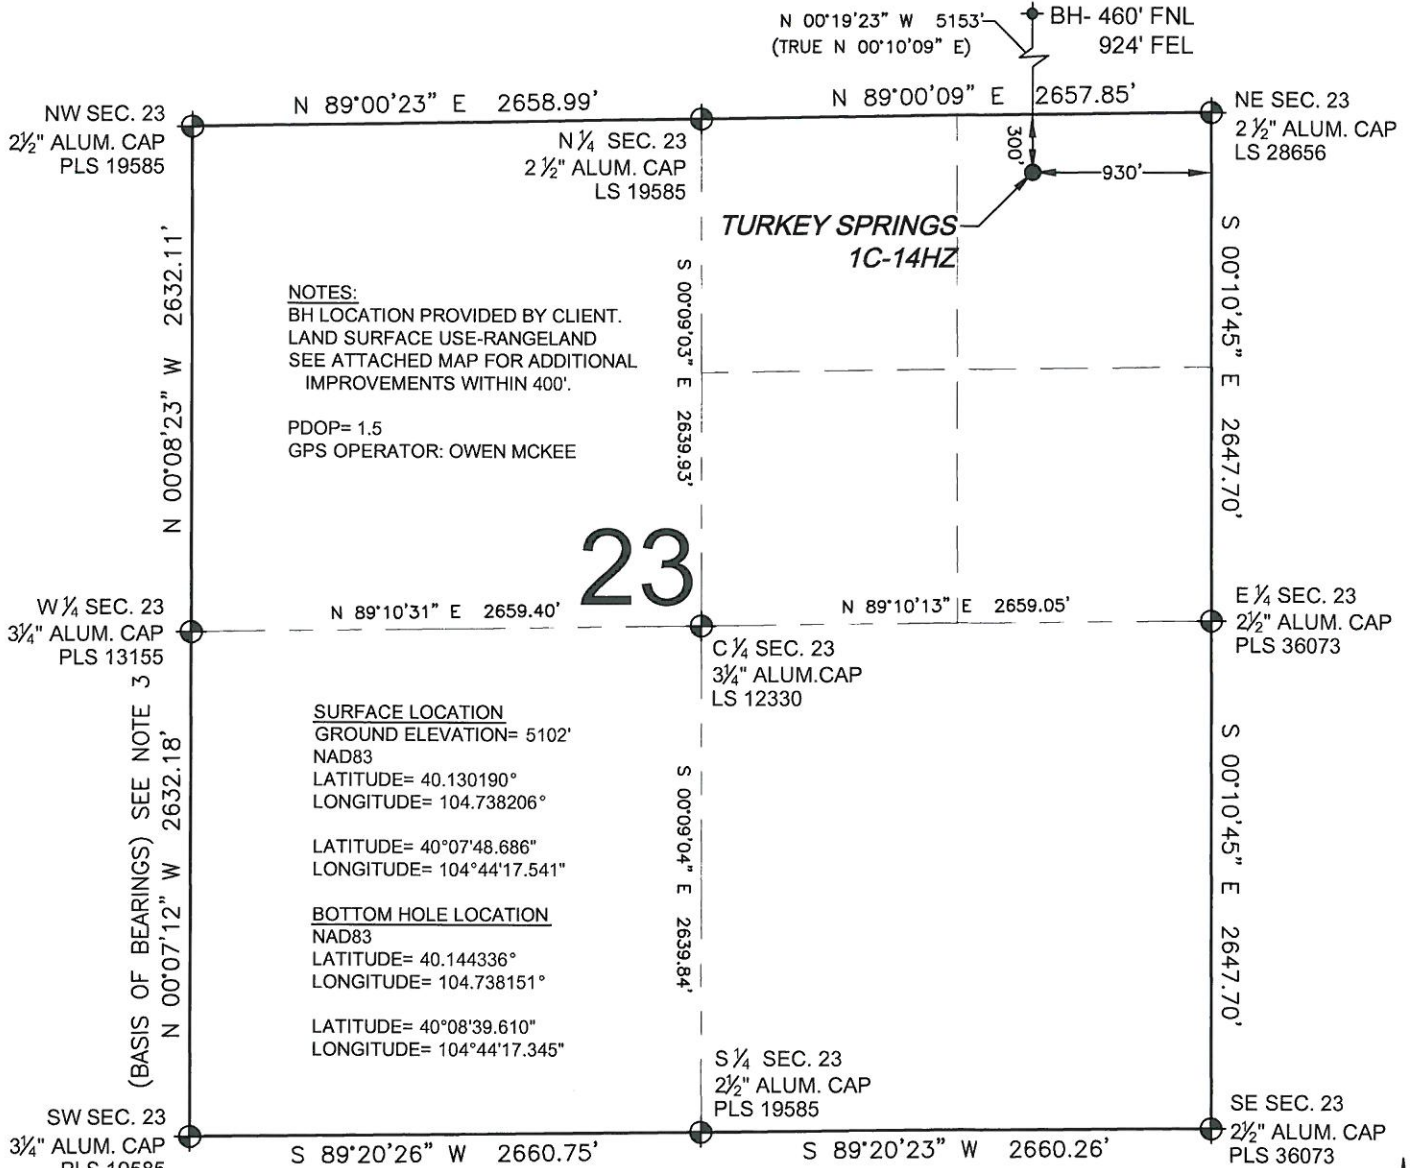 N 00°19'23" W 5153'
(TRUE N 00°10'09" E)
BH- 460' FNL
924' FEL
NW SEC. 23
2½" ALUM. CAP
PLS 19585
N 89°00'23" E 2658.99'
N ¼ SEC. 23
2 ½" ALUM. CAP
LS 19585
N 89°00'09" E 2657.85'
NE SEC. 23
2 ½" ALUM. CAP
LS 28656
300'
930'
TURKEY SPRINGS
1C-14HZ
N 00°08'23" W 2632.11'
S 00°09'03" E 2639.93'
S 00°10'45" E 2647.70'
NOTES:
BH LOCATION PROVIDED BY CLIENT.
LAND SURFACE USE-RANGELAND
SEE ATTACHED MAP FOR ADDITIONAL
IMPROVEMENTS WITHIN 400'.
PDOP= 1.5
GPS OPERATOR: OWEN MCKEE
23
W ¼ SEC. 23
3¼" ALUM. CAP
PLS 13155
N 89°10'31" E 2659.40'
N 89°10'13" E 2659.05'
C ¼ SEC. 23
3¼" ALUM.CAP
LS 12330
E ¼ SEC. 23
2½" ALUM. CAP
PLS 36073
(BASIS OF BEARINGS) SEE NOTE 3
N 00°07'12" W 2632.18'
SURFACE LOCATION
GROUND ELEVATION= 5102'
NAD83
LATITUDE= 40.130190°
LONGITUDE= 104.738206°
LATITUDE= 40°07'48.686"
LONGITUDE= 104°44'17.541"
BOTTOM HOLE LOCATION
NAD83
LATITUDE= 40.144336°
LONGITUDE= 104.738151°
LATITUDE= 40°08'39.610"
LONGITUDE= 104°44'17.345"
S 00°09'04" E 2639.84'
S 00°10'45" E 2647.70'
SW SEC. 23
3¼" ALUM. CAP
PLS 19585
S 89°20'26" W 2660.75'
S ¼ SEC. 23
2½" ALUM. CAP
PLS 19585
S 89°20'23" W 2660.26'
SE SEC. 23
2½" ALUM. CAP
PLS 36073